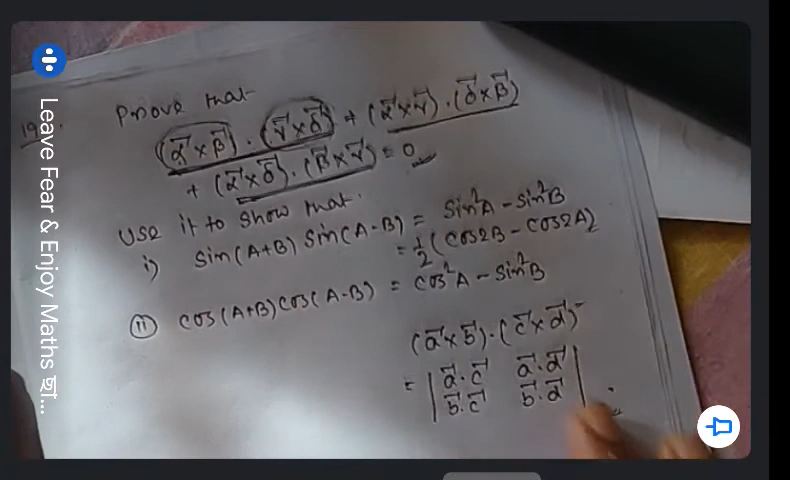 Leave Fear & Enjoy Maths ছা...
19.
Prove that
(α⃗ × β⃗) . (γ⃗ × δ⃗) + (α⃗ × γ⃗) . (δ⃗ × β⃗)
+ (α⃗ × δ⃗) . (β⃗ × γ⃗) = 0
Use it to show that.
i) Sin(A+B) Sin(A-B) = Sin²A - Sin²B
= 1/2 (COS2B - COS2A)
ii) COS(A+B) COS(A-B) = COS²A - Sin²B
(a⃗ × b⃗) . (c⃗ × d⃗) =
= | a⃗.c⃗ a⃗.d⃗ |
| b⃗.c⃗ b⃗.d⃗ |